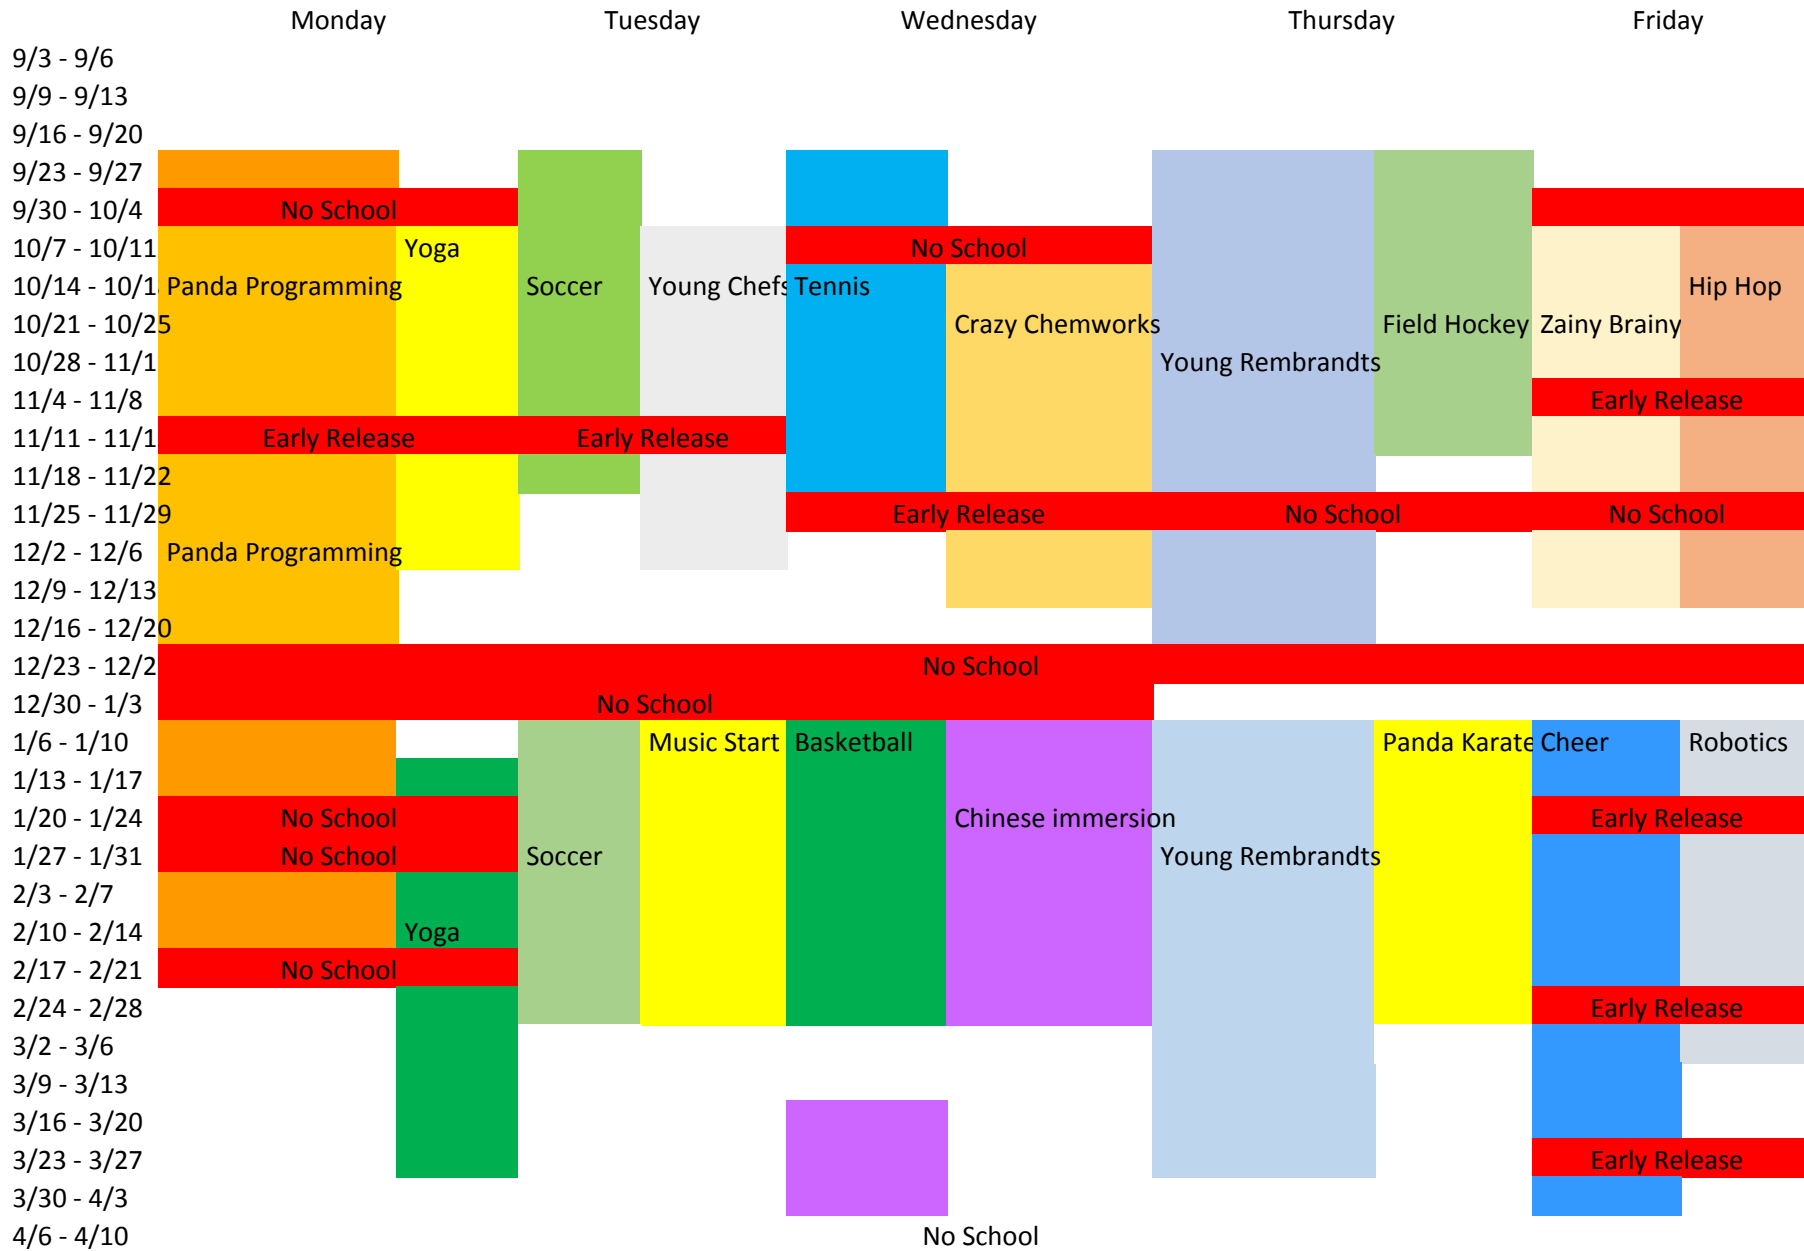 Monday Tuesday Wednesday Thursday Friday
9/3 - 9/6
9/9 - 9/13
9/16 - 9/20
9/23 - 9/27
9/30 - 10/4 No School
10/7 - 10/11 Yoga No School
10/14 - 10/1 Panda Programming Soccer Young Chefs Tennis Hip Hop
10/21 - 10/25 Crazy Chemworks Field Hockey Zainy Brainy
10/28 - 11/1 Young Rembrandts
11/4 - 11/8 Early Release
11/11 - 11/1 Early Release Early Release
11/18 - 11/22
11/25 - 11/29 Early Release No School No School
12/2 - 12/6 Panda Programming
12/9 - 12/13
12/16 - 12/20
12/23 - 12/2 No School
12/30 - 1/3 No School
1/6 - 1/10 Music Start Basketball Panda Karate Cheer Robotics
1/13 - 1/17
1/20 - 1/24 No School Chinese immersion Early Release
1/27 - 1/31 No School Soccer Young Rembrandts
2/3 - 2/7
2/10 - 2/14 Yoga
2/17 - 2/21 No School
2/24 - 2/28 Early Release
3/2 - 3/6
3/9 - 3/13
3/16 - 3/20
3/23 - 3/27 Early Release
3/30 - 4/3
4/6 - 4/10 No School